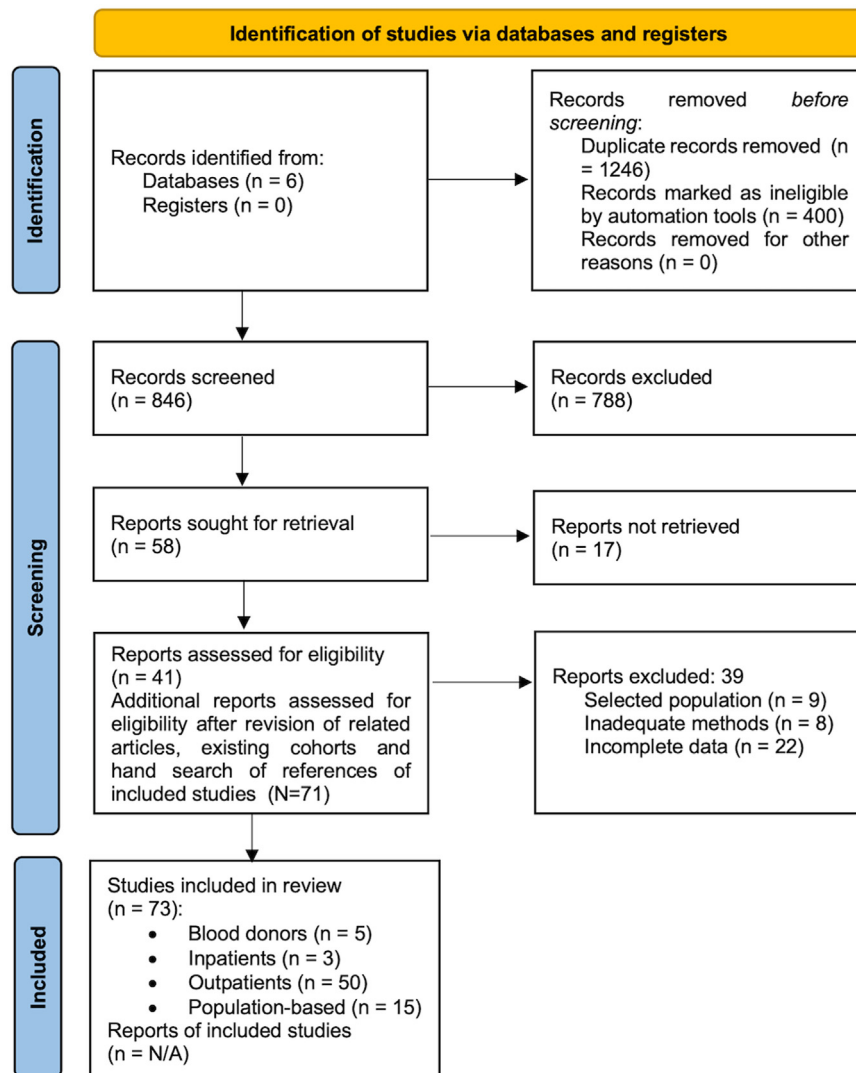 Identification of studies via databases and registers
Identification
Records identified from:
Databases (n = 6)
Registers (n = 0)
Records removed before
screening:
Duplicate records removed (n
= 1246)
Records marked as ineligible
by automation tools (n = 400)
Records removed for other
reasons (n = 0)
Screening
Records screened
(n = 846)
Records excluded
(n = 788)
Reports sought for retrieval
(n = 58)
Reports not retrieved
(n = 17)
Reports assessed for eligibility
(n = 41)
Additional reports assessed for
eligibility after revision of related
articles, existing cohorts and
hand search of references of
included studies (N=71)
Reports excluded: 39
Selected population (n = 9)
Inadequate methods (n = 8)
Incomplete data (n = 22)
Included
Studies included in review
(n = 73):
• Blood donors (n = 5)
• Inpatients (n = 3)
• Outpatients (n = 50)
• Population-based (n = 15)
Reports of included studies
(n = N/A)